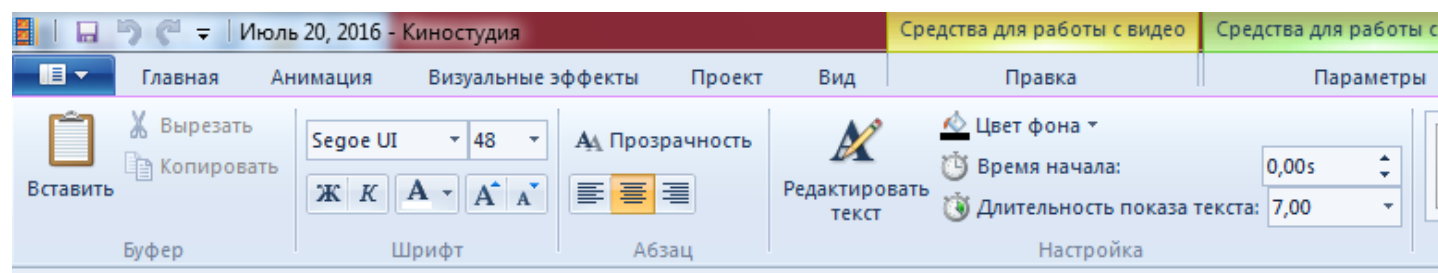 Июль 20, 2016 - Киностудия
Средства для работы с видео
Средства для работы с
Главная
Анимация
Визуальные эффекты
Проект
Вид
Правка
Параметры
Вставить
Вырезать
Копировать
Буфер
Segoe UI
48
Ж К А А А
Шрифт
АА Прозрачность
Абзац
Редактировать
текст
Цвет фона
Время начала: 0,00s
Длительность показа текста: 7,00
Настройка